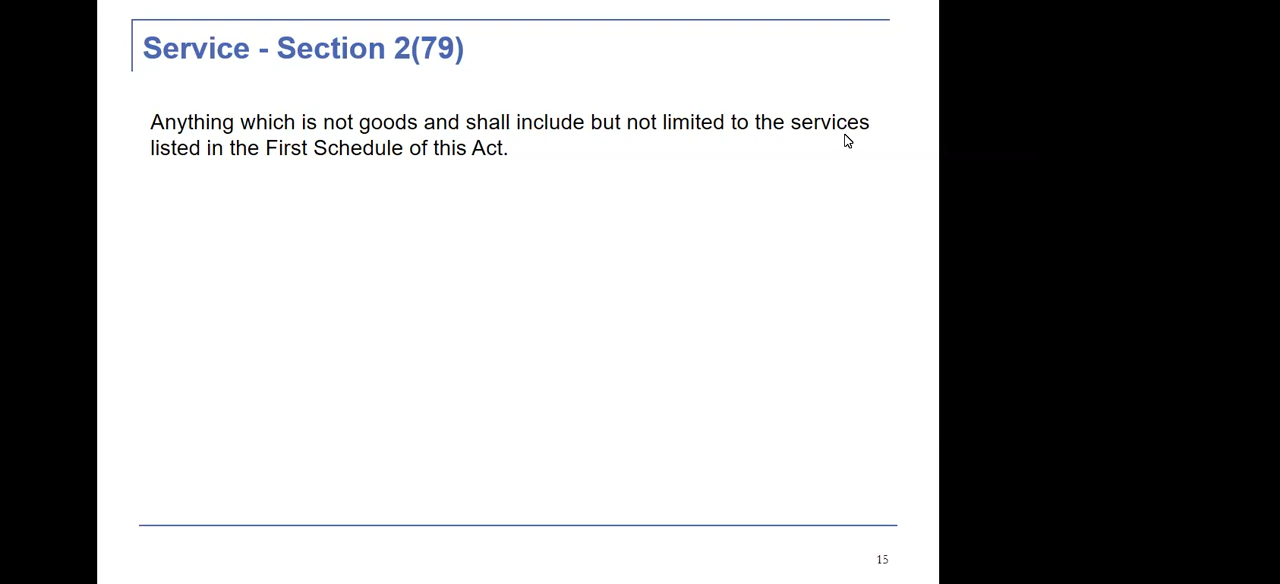 Service - Section 2(79)
Anything which is not goods and shall include but not limited to the services
listed in the First Schedule of this Act.
15